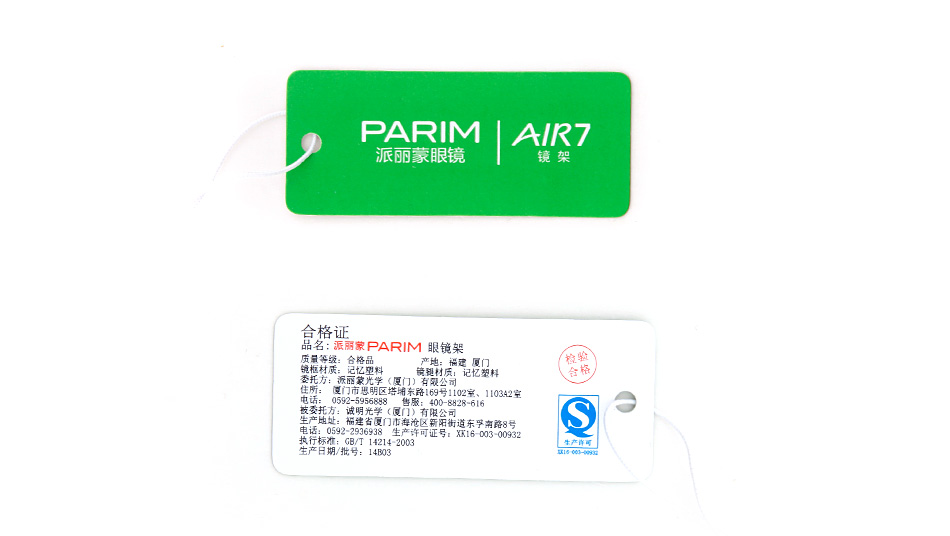 PARIM
派丽蒙眼镜
AIR7
镜架
合格证
品名: 派丽蒙PARIM 眼镜架
质量等级: 合格品 产地: 福建 厦门
镜框材质: 记忆塑料 镜腿材质: 记忆塑料
委托方: 派丽蒙光学（厦门）有限公司
住所: 厦门市思明区塔埔东路169号1102室、1103A2室
电话: 0592-5956888 售服: 400-8828-616
被委托方: 诚明光学（厦门）有限公司
生产地址: 福建省厦门市海沧区新阳街道东孚南路8号
电话: 0592-2936938 生产许可证号: XK16-003-00932
执行标准: GB/T 14214-2003
生产日期/批号: 14B03
检验
合格
QS
生产许可
XK16-003-00932